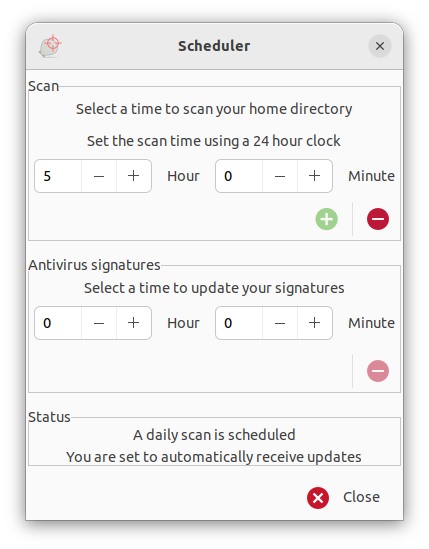 Scheduler
Scan
Select a time to scan your home directory
Set the scan time using a 24 hour clock
5 Hour 0 Minute
Antivirus signatures
Select a time to update your signatures
0 Hour 0 Minute
Status
A daily scan is scheduled
You are set to automatically receive updates
Close